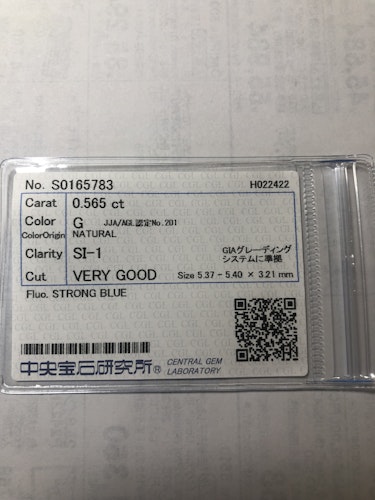 No. S0165783 H022422
Carat 0.565 ct
Color G JJA/AGL認定No.201
ColorOrigin NATURAL
Clarity SI-1 GIAグレーディング
システムに準拠
Cut VERY GOOD Size 5.37 - 5.40 × 3.21 mm
Fluo. STRONG BLUE
中央宝石研究所® CENTRAL GEM
LABORATORY